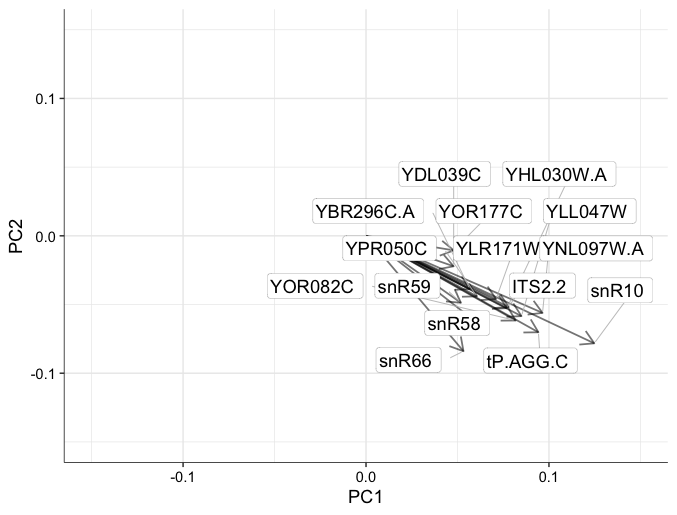 0.1
YDL039C
YHL030W.A
YBR296C.A
YOR177C
YLL047W
PC2
0.0
YPR050C
YLR171W
YNL097W.A
YOR082C
snR59
ITS2.2
snR10
snR58
snR66
tP.AGG.C
-0.1
-0.1
0.0
0.1
PC1